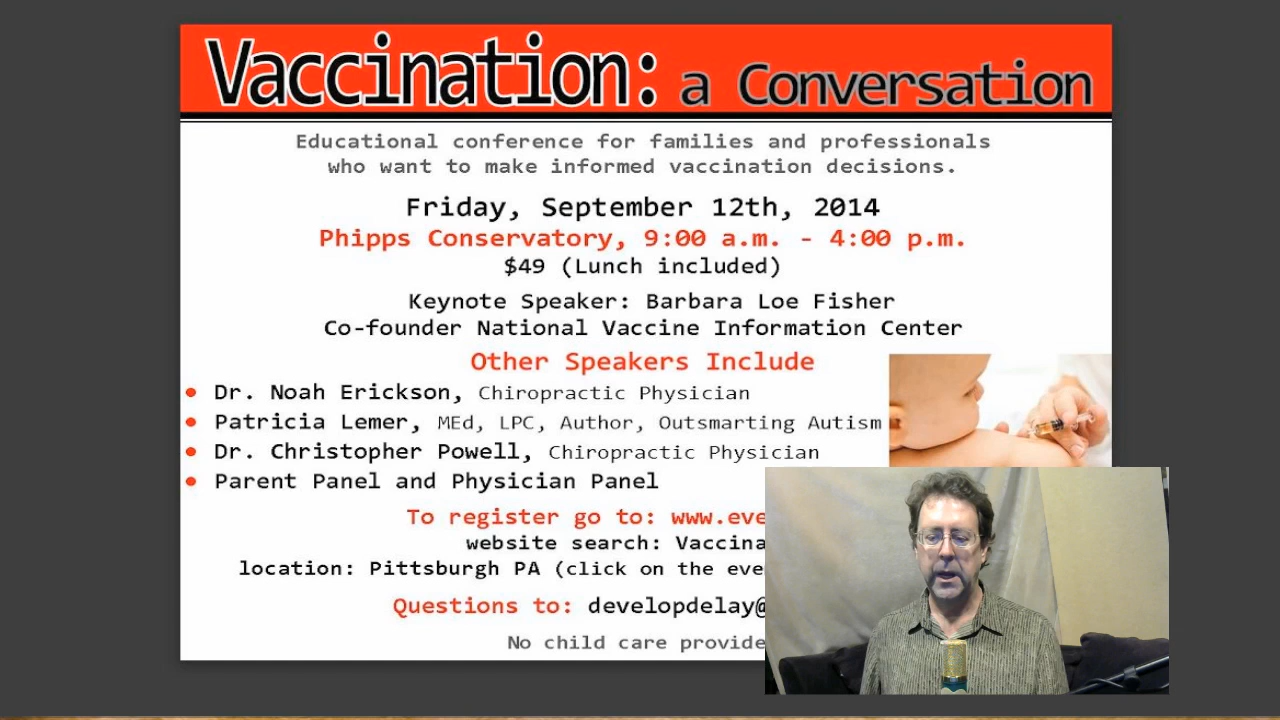 Vaccination: a Conversation
Educational conference for families and professionals
who want to make informed vaccination decisions.
Friday, September 12th, 2014
Phipps Conservatory, 9:00 a.m. - 4:00 p.m.
$49 (Lunch included)
Keynote Speaker: Barbara Loe Fisher
Co-founder National Vaccine Information Center
Other Speakers Include
• Dr. Noah Erickson, Chiropractic Physician
• Patricia Lemer, MEd, LPC, Author, Outsmarting Autism
• Dr. Christopher Powell, Chiropractic Physician
• Parent Panel and Physician Panel
To register go to: www.eve
website search: Vaccina
location: Pittsburgh PA (click on the eve
Questions to: developdelay@
No child care provide